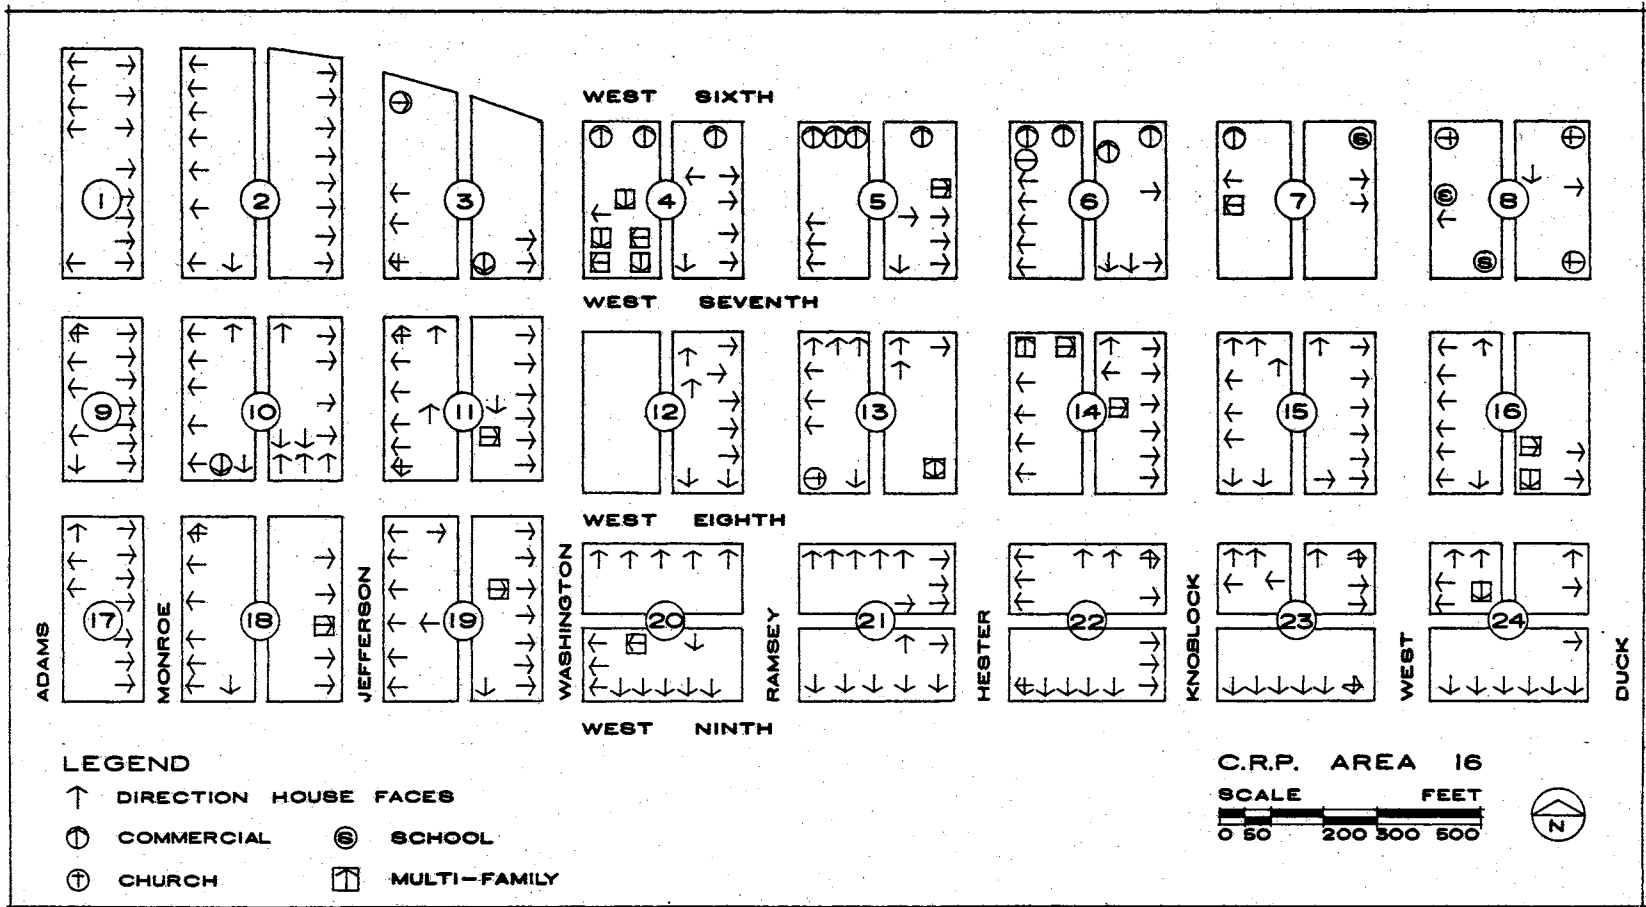 WEST SIXTH
1
2
3
4
5
6
7
S
8
S
S
WEST SEVENTH
9
10
11
12
13
14
15
16
WEST EIGHTH
ADAMS
17
MONROE
18
JEFFERSON
19
WASHINGTON
20
RAMSEY
21
HESTER
22
KNOBLOCK
23
WEST
24
DUCK
WEST NINTH
LEGEND
DIRECTION HOUSE FACES
COMMERCIAL
S SCHOOL
CHURCH
MULTI-FAMILY
C.R.P. AREA 16
SCALE FEET
0 50 200 300 500
N